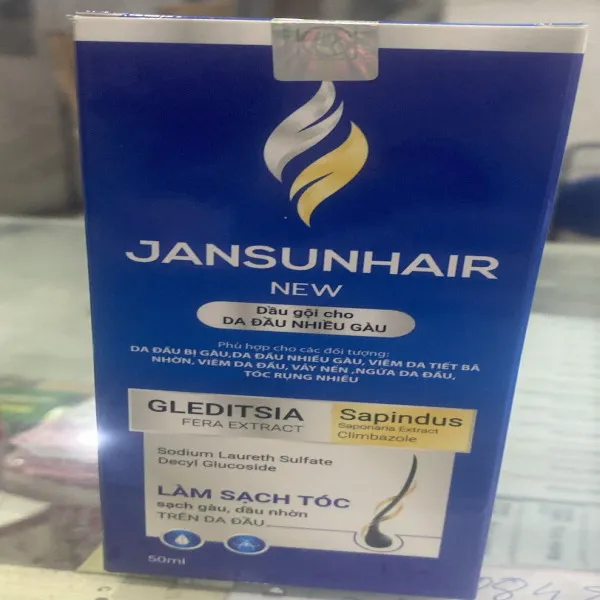 JANSUNHAIR
NEW
Dầu gội cho
DA ĐẦU NHIỀU GÀU
Phù hợp cho các đối tượng:
DA ĐẦU BỊ GÀU,DA ĐẦU NHIỀU GÀU, VIÊM DA TIẾT BÃ
NHỜN, VIÊM DA ĐẦU, VẢY NẾN ,NGỨA DA ĐẦU,
TÓC RỤNG NHIỀU
GLEDITSIA
FERA EXTRACT
Sapindus
Saponaria Extract
Climbazole
Sodium Laureth Sulfate
Decyl Glucoside
LÀM SẠCH TÓC
sạch gàu, dầu nhờn
TRÊN DA ĐẦU
50ml